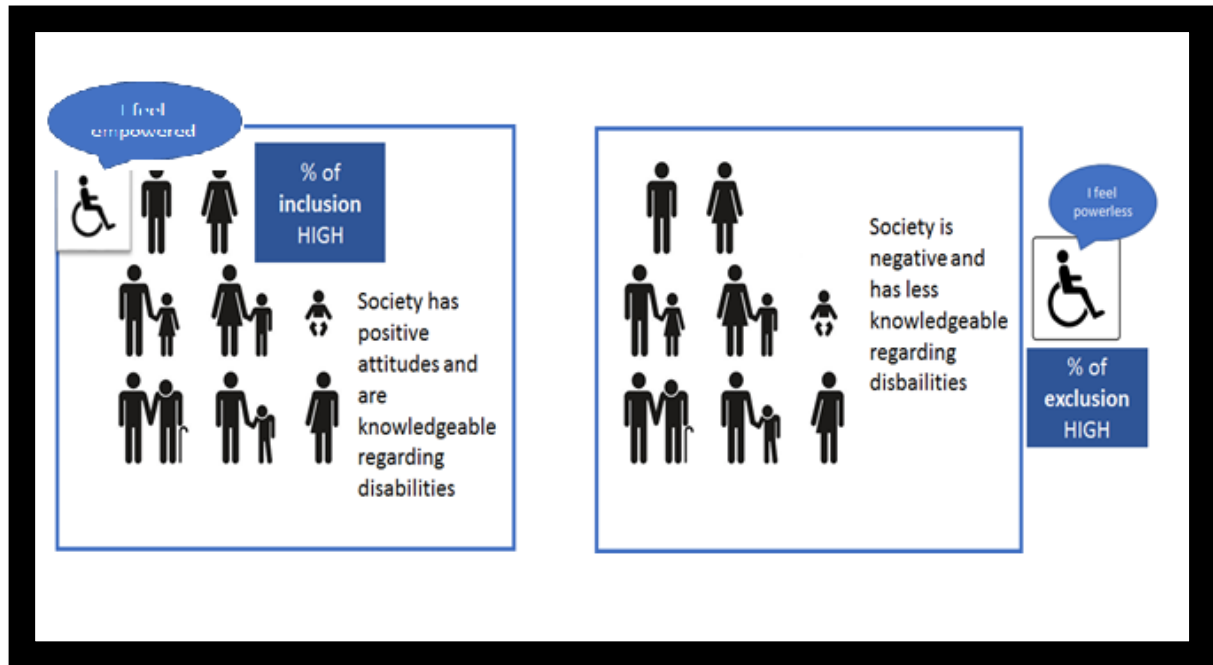 I feel
empowered
% of
inclusion
HIGH
Society has
positive
attitudes and
are
knowledgeable
regarding
disabilities
Society is
negative and
has less
knowledgeable
regarding
disbailities
I feel
powerless
% of
exclusion
HIGH